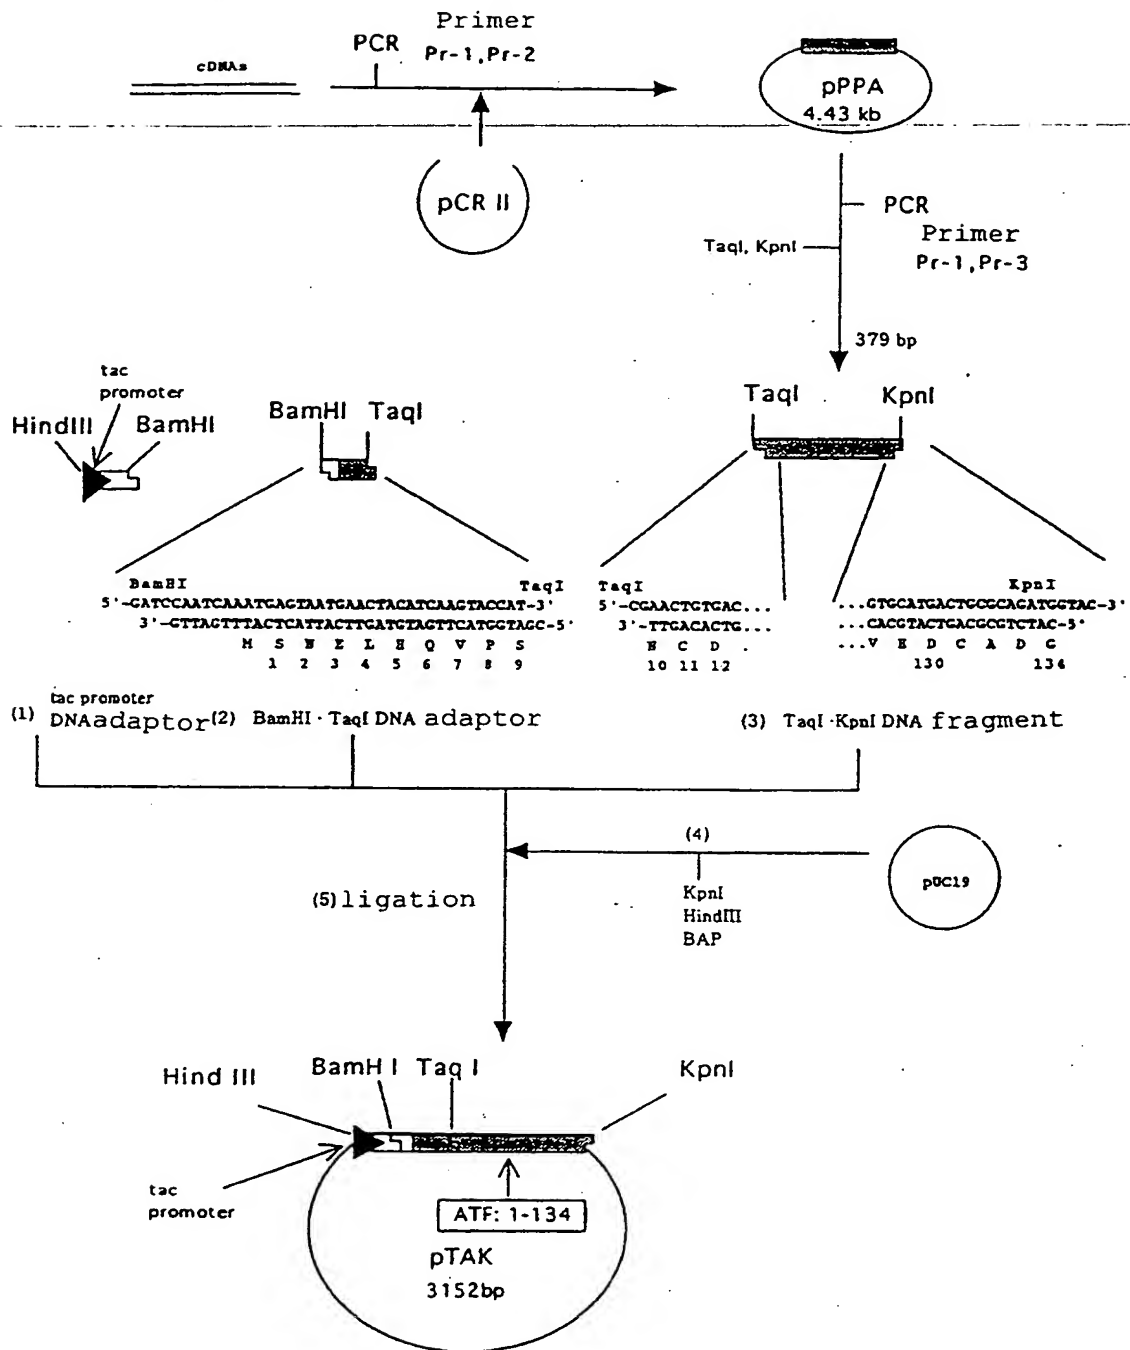 Primer
PCR
Pr-1,Pr-2
cDNAs
pPPA
4.43 kb
pCR II
PCR
Primer
TaqI, KpnI
Pr-1,Pr-3
379 bp
tac
promoter
TaqI
KpnI
BamHI
TaqI
HindIII
BamHI
BamHI
TaqI
5'-GATCCAATCAAATGAGTAATGAACTACATCAAGTACCAT-3'
3'-GTTAGTTTACTCATTACTTGATGTAGTTCATGGTAGC-5'
M S N E L H Q V P S
1 2 3 4 5 6 7 8 9
TaqI
KpnI
5'-CGAACTGTGAC...
...GTGCATGACTGCGCAGATGGTAC-3'
3'-TTGACACTG...
...CACGTACTGACGCGTCTAC-5'
N C D .
...V H D C A D G
10 11 12
130 134
tac promoter
(1) DNAadaptor
(2) BamHI·TaqI DNA adaptor
(3) TaqI·KpnI DNA fragment
(4)
KpnI
HindIII
BAP
pUC19
(5)ligation
Hind III
BamH I
Taq I
KpnI
tac
promoter
ATF: 1-134
pTAK
3152bp